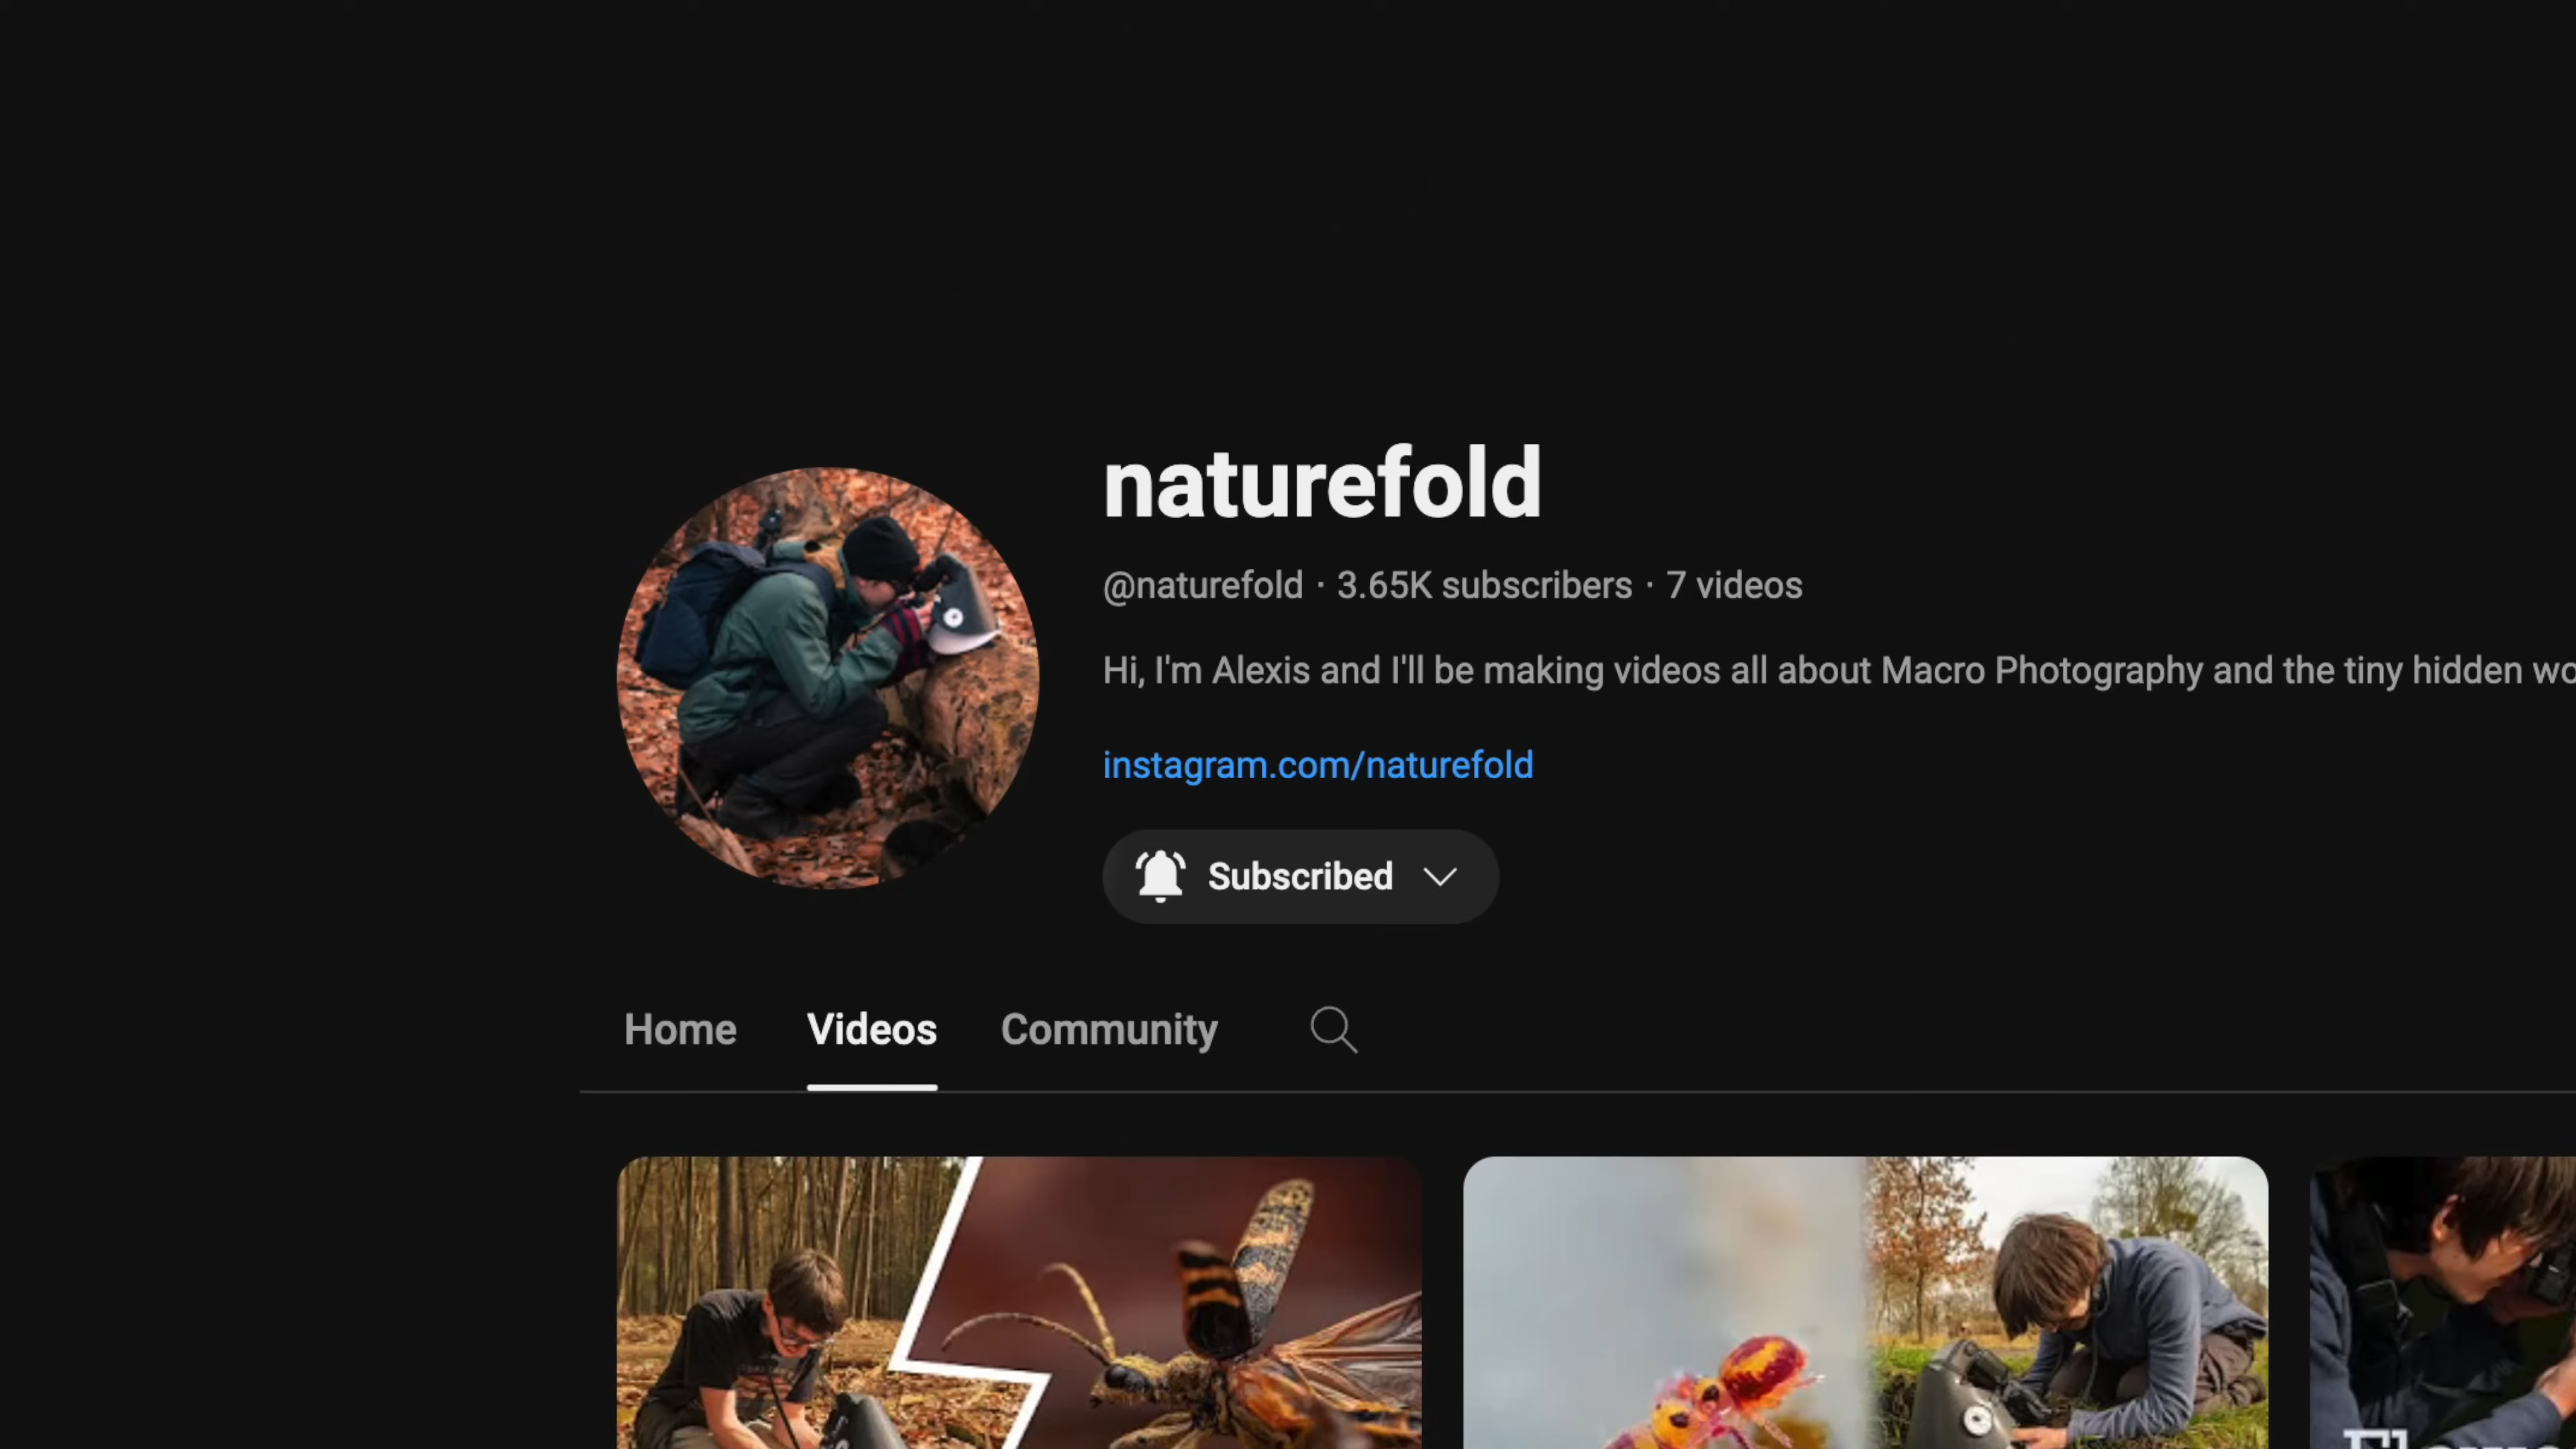 naturefold
@naturefold · 3.65K subscribers · 7 videos
Hi, I'm Alexis and I'll be making videos all about Macro Photography and the tiny hidden wo
instagram.com/naturefold
Subscribed
Home Videos Community